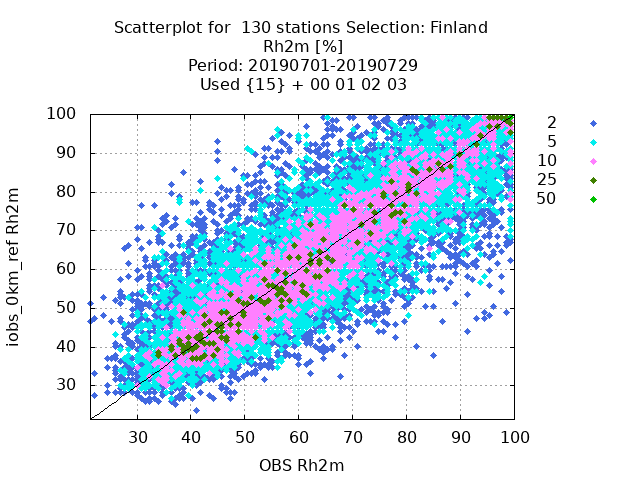 Scatterplot for  130 stations Selection: Finland
Rh2m [%]
Period: 20190701-20190729
Used {15} + 00 01 02 03
100
90
80
70
60
50
40
30
iobs_0km_ref Rh2m
2
5
10
25
50
30 40 50 60 70 80 90 100
OBS Rh2m